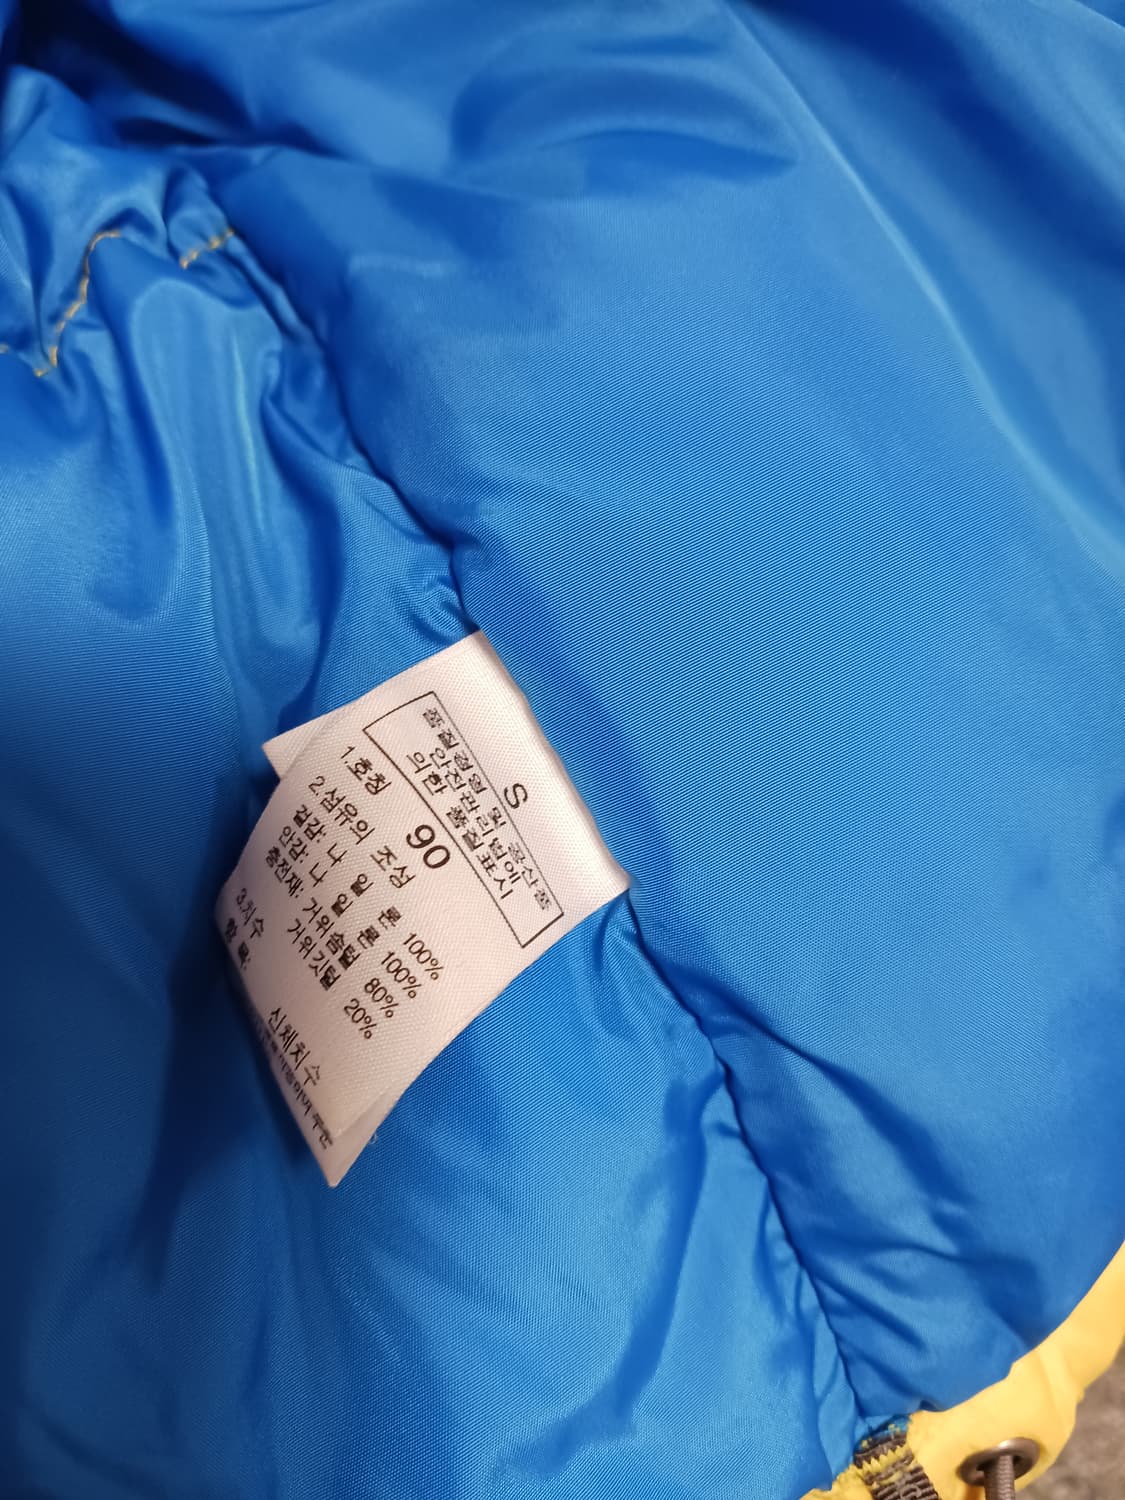 S
품질경영 및 공산품
안전관리법에
의한 품질표시
1.호칭 90
2.섬유의 조성
겉감: 나 일 론 100%
안감: 나 일 론 100%
충전재: 거위솜털 80%
거위깃털 20%
3.치수
항 목: 신체치수